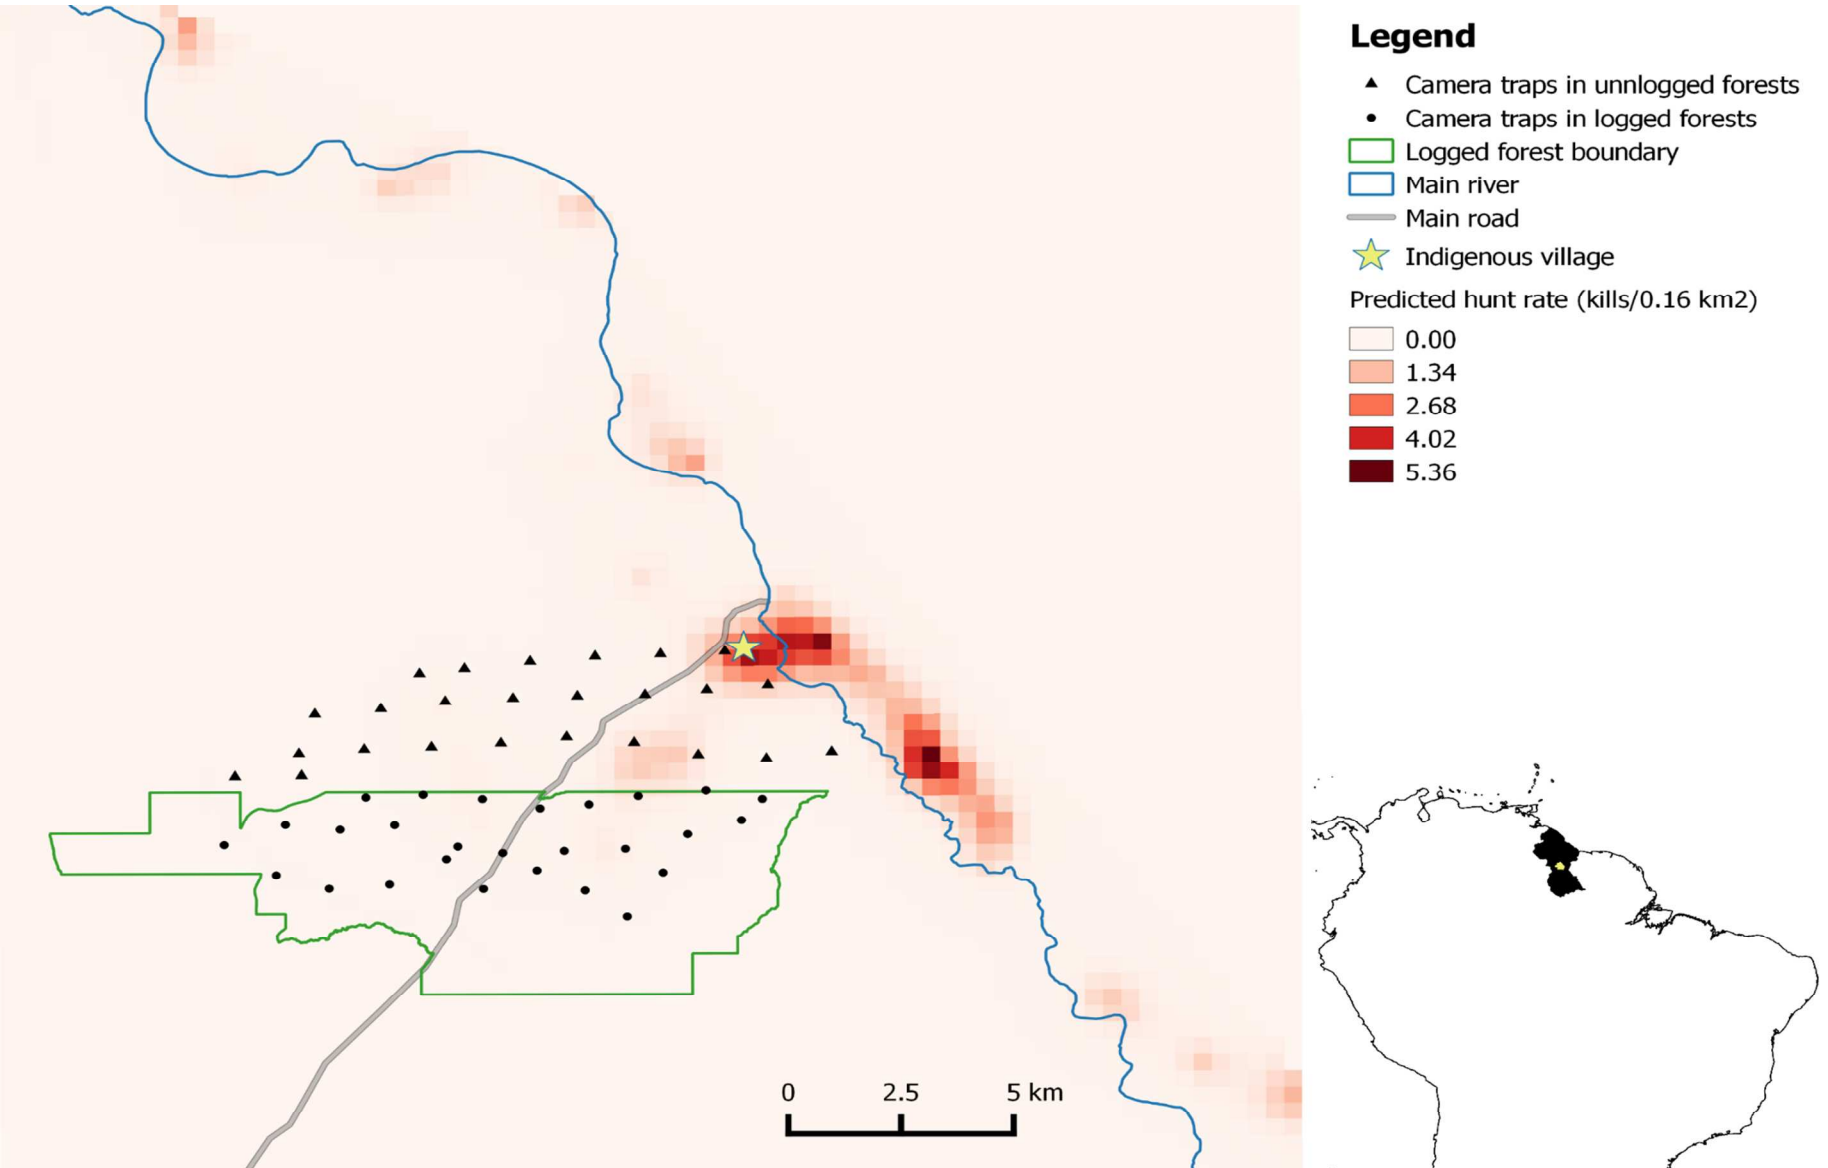 Legend
Camera traps in unnlogged forests
Camera traps in logged forests
Logged forest boundary
Main river
Main road
Indigenous village
Predicted hunt rate (kills/0.16 km2)
0.00
1.34
2.68
4.02
5.36
0 2.5 5 km